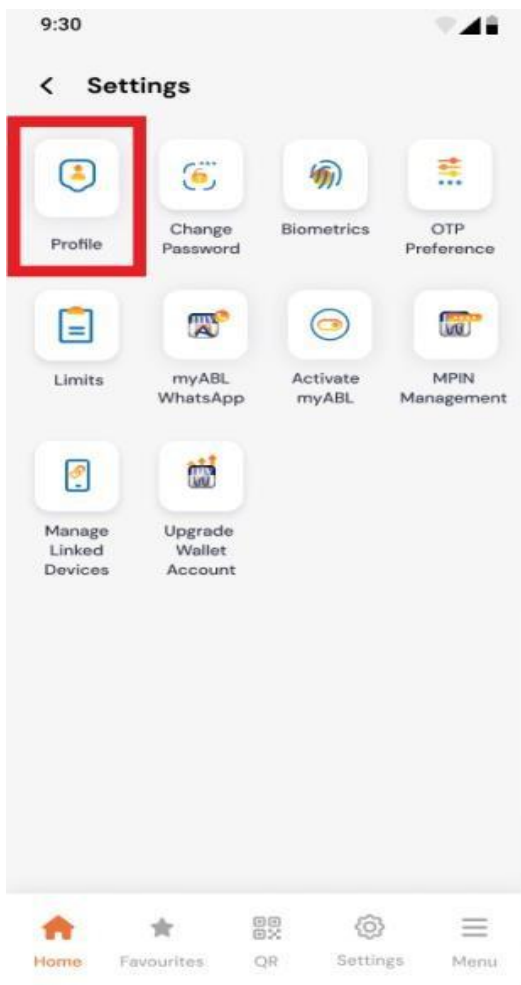 9:30
Settings
Profile
Change
Password
Biometrics
OTP
Preference
Limits
myABL
WhatsApp
Activate
myABL
MPIN
Management
Manage
Linked
Devices
Upgrade
Wallet
Account
Home
Favourites
QR
Settings
Menu